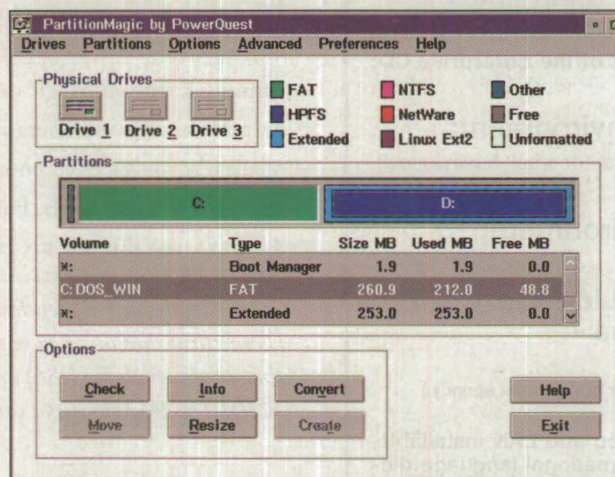 PartitionMagic by PowerQuest
Drives Partitions Options Advanced Preferences Help
Physical Drives
Drive 1 Drive 2 Drive 3
FAT NTFS Other
HPFS NetWare Free
Extended Linux Ext2 Unformatted
Partitions
C: D:
Volume Type Size MB Used MB Free MB
*: Boot Manager 1.9 1.9 0.0
C:DOS_WIN FAT 260.9 212.0 48.8
*: Extended 253.0 253.0 0.0
Options
Check Info Convert Help
Move Resize Create Exit